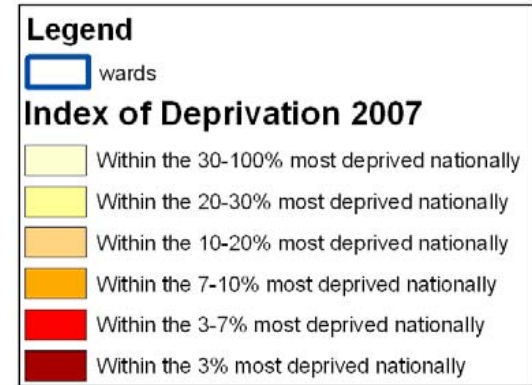 Legend
wards
Index of Deprivation 2007
Within the 30-100% most deprived nationally
Within the 20-30% most deprived nationally
Within the 10-20% most deprived nationally
Within the 7-10% most deprived nationally
Within the 3-7% most deprived nationally
Within the 3% most deprived nationally